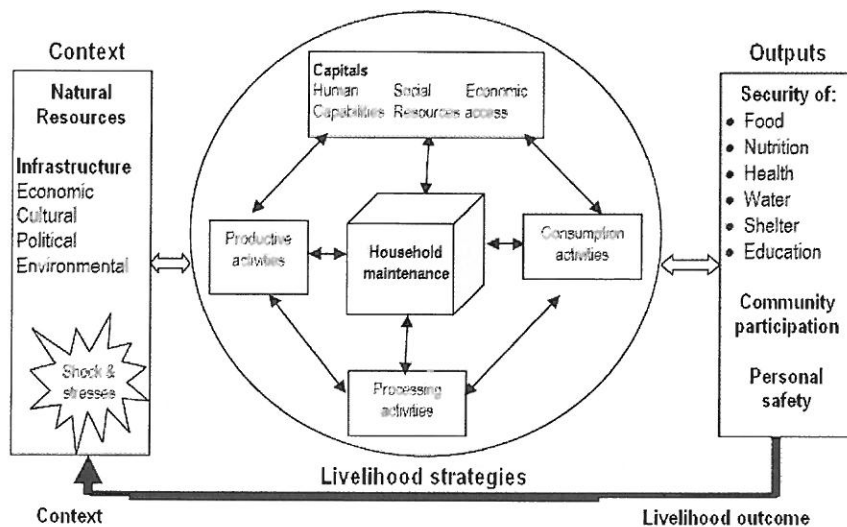 Context
Natural
Resources
Infrastructure
Economic
Cultural
Political
Environmental
Shock &
stresses
Capitals
Human Social Economic
Capabilities Resources access
Productive
activities
Household
maintenance
Consumption
activities
Processing
activities
Livelihood strategies
Outputs
Security of:
• Food
• Nutrition
• Health
• Water
• Shelter
• Education
Community
participation
Personal
safety
Context
Livelihood outcome